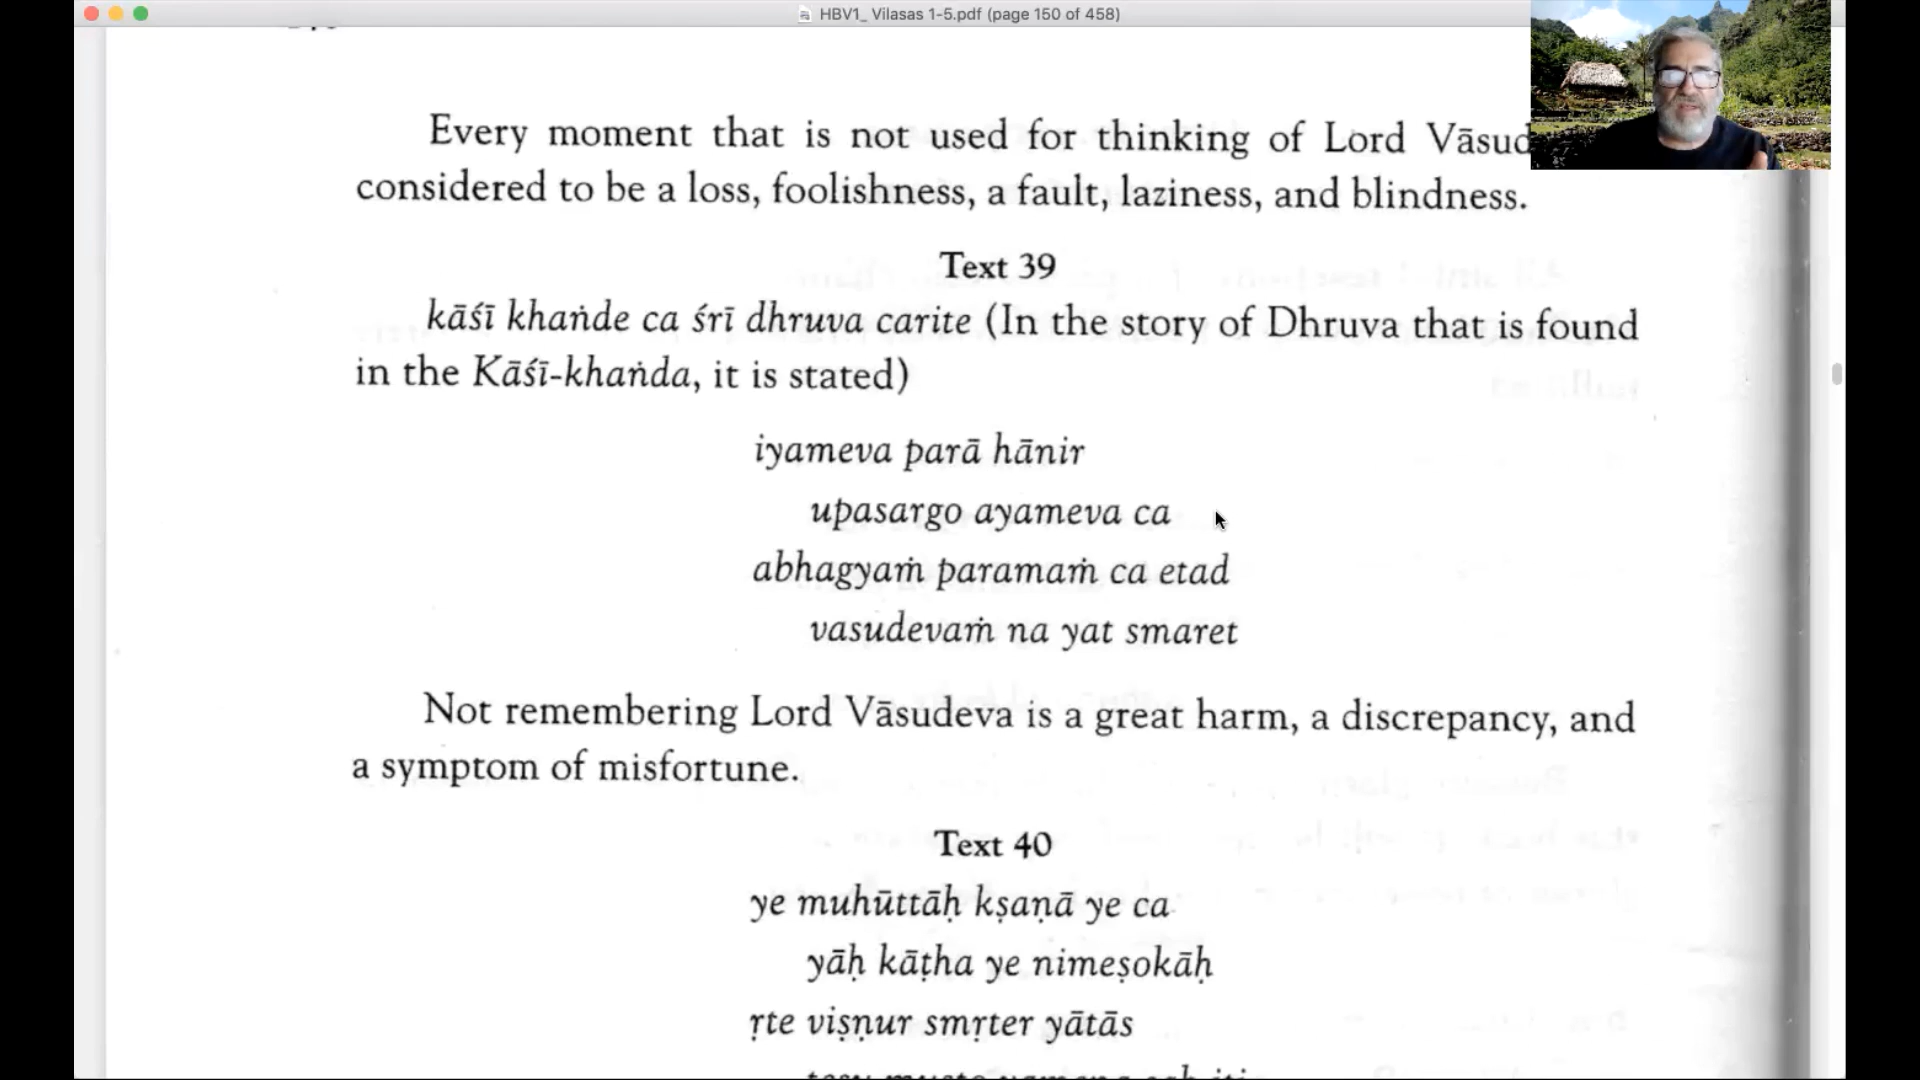 HBV1_ Vilasas 1-5.pdf (page 150 of 458)
Every moment that is not used for thinking of Lord
considered to be a loss, foolishness, a fault, laziness, and blindness.
Text 39
kāśī khaṅde ca śrī dhruva carite (In the story of Dhruva that is found
in the Kāśī-khaṅda, it is stated)
iyameva parā hānir
upasargo ayameva ca
abhagyaṁ paramaṁ ca etad
vasudevaṁ na yat smaret
Not remembering Lord Vāsudeva is a great harm, a discrepancy, and
a symptom of misfortune.
Text 40
ye muhūttāḥ kṣaṇā ye ca
yāḥ kāṭha ye nimeṣokāḥ
ṛte viṣṇur smṛter yātās